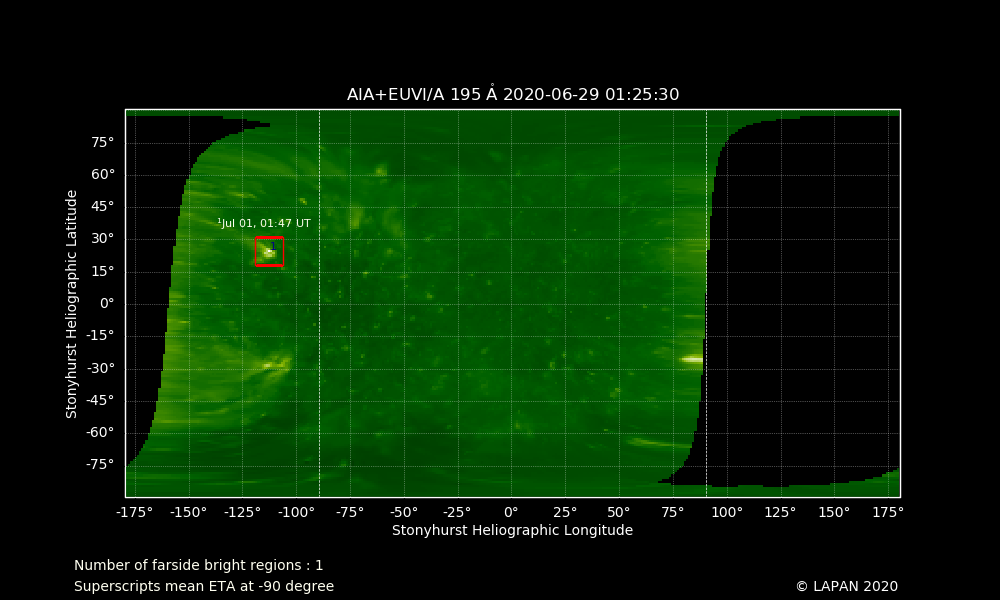 AIA+EUVI/A 195 Å 2020-06-29 01:25:30
75°
60°
45°
30°
15°
0°
-15°
-30°
-45°
-60°
-75°
Stonyhurst Heliographic Latitude
¹Jul 01, 01:47 UT
-175° -150° -125° -100° -75° -50° -25° 0° 25° 50° 75° 100° 125° 150° 175°
Stonyhurst Heliographic Longitude
Number of farside bright regions : 1
Superscripts mean ETA at -90 degree
© LAPAN 2020